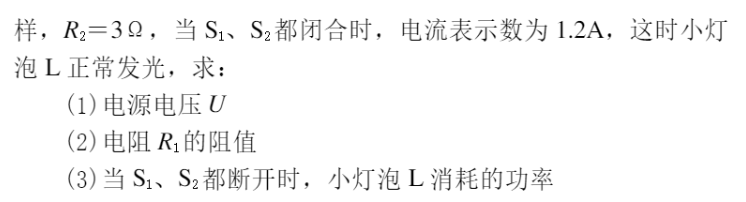 样，R₂＝3Ω，当 S₁、S₂都闭合时，电流表示数为 1.2A，这时小灯
泡 L 正常发光，求：
(1)电源电压 U
(2)电阻 R₁的阻值
(3)当 S₁、S₂都断开时，小灯泡 L 消耗的功率